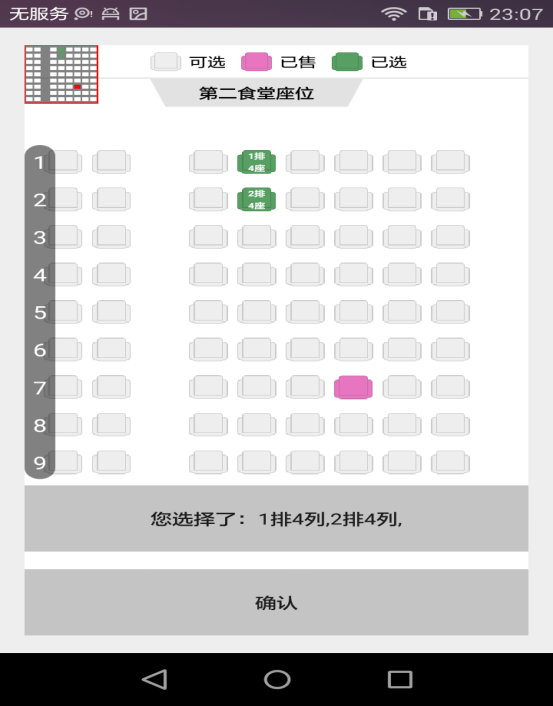 无服务 23:07
可选 已售 已选
第二食堂座位
1 1排
4座
2 2排
4座
3
4
5
6
7
8
9
您选择了：1排4列,2排4列,
确认